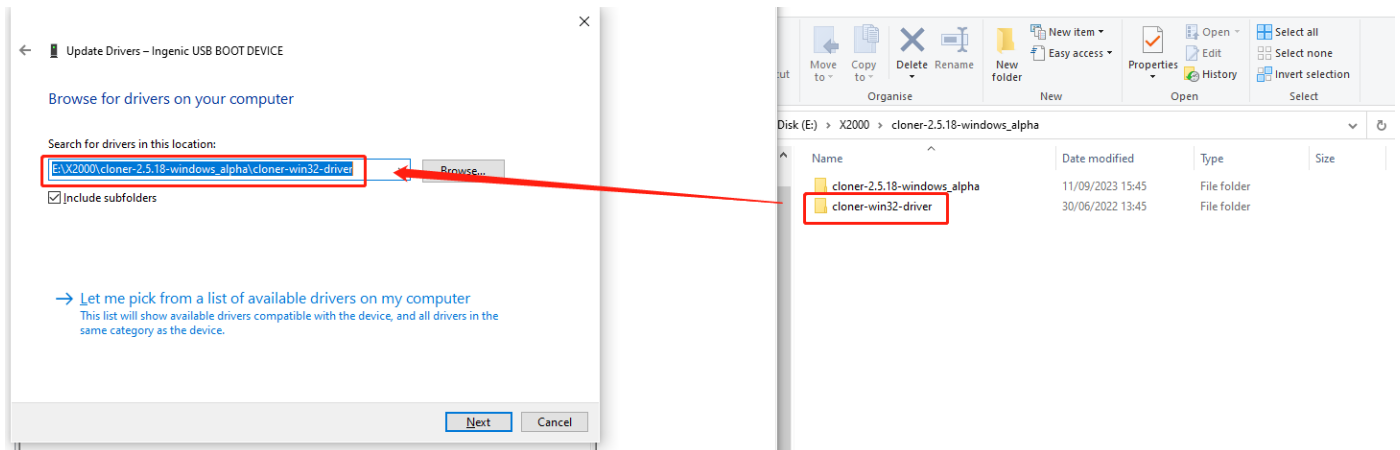 Update Drivers – Ingenic USB BOOT DEVICE
Browse for drivers on your computer
Search for drivers in this location:
E:\X2000\cloner-2.5.18-windows_alpha\cloner-win32-driver
Browse...
Include subfolders
Let me pick from a list of available drivers on my computer
This list will show available drivers compatible with the device, and all drivers in the
same category as the device.
Next Cancel
Move to Copy to Delete Rename
Organise
New folder
New item
Easy access
New
Properties
Open
Edit
History
Open
Select all
Select none
Invert selection
Select
Disk (E:) > X2000 > cloner-2.5.18-windows_alpha
Name Date modified Type Size
cloner-2.5.18-windows_alpha 11/09/2023 15:45 File folder
cloner-win32-driver 30/06/2022 13:45 File folder